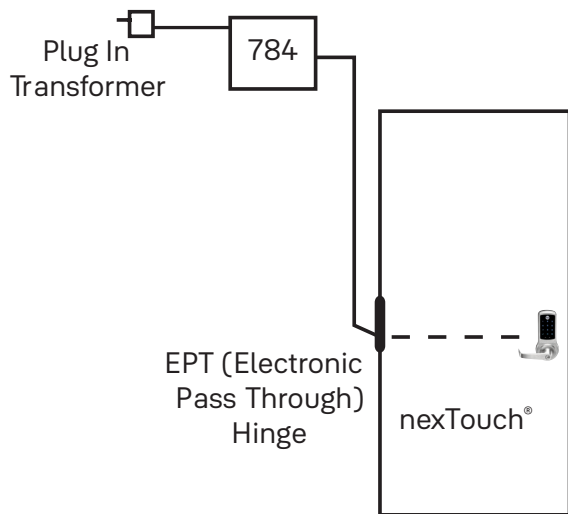 Plug In
Transformer
784
EPT (Electronic
Pass Through)
Hinge
nexTouch®